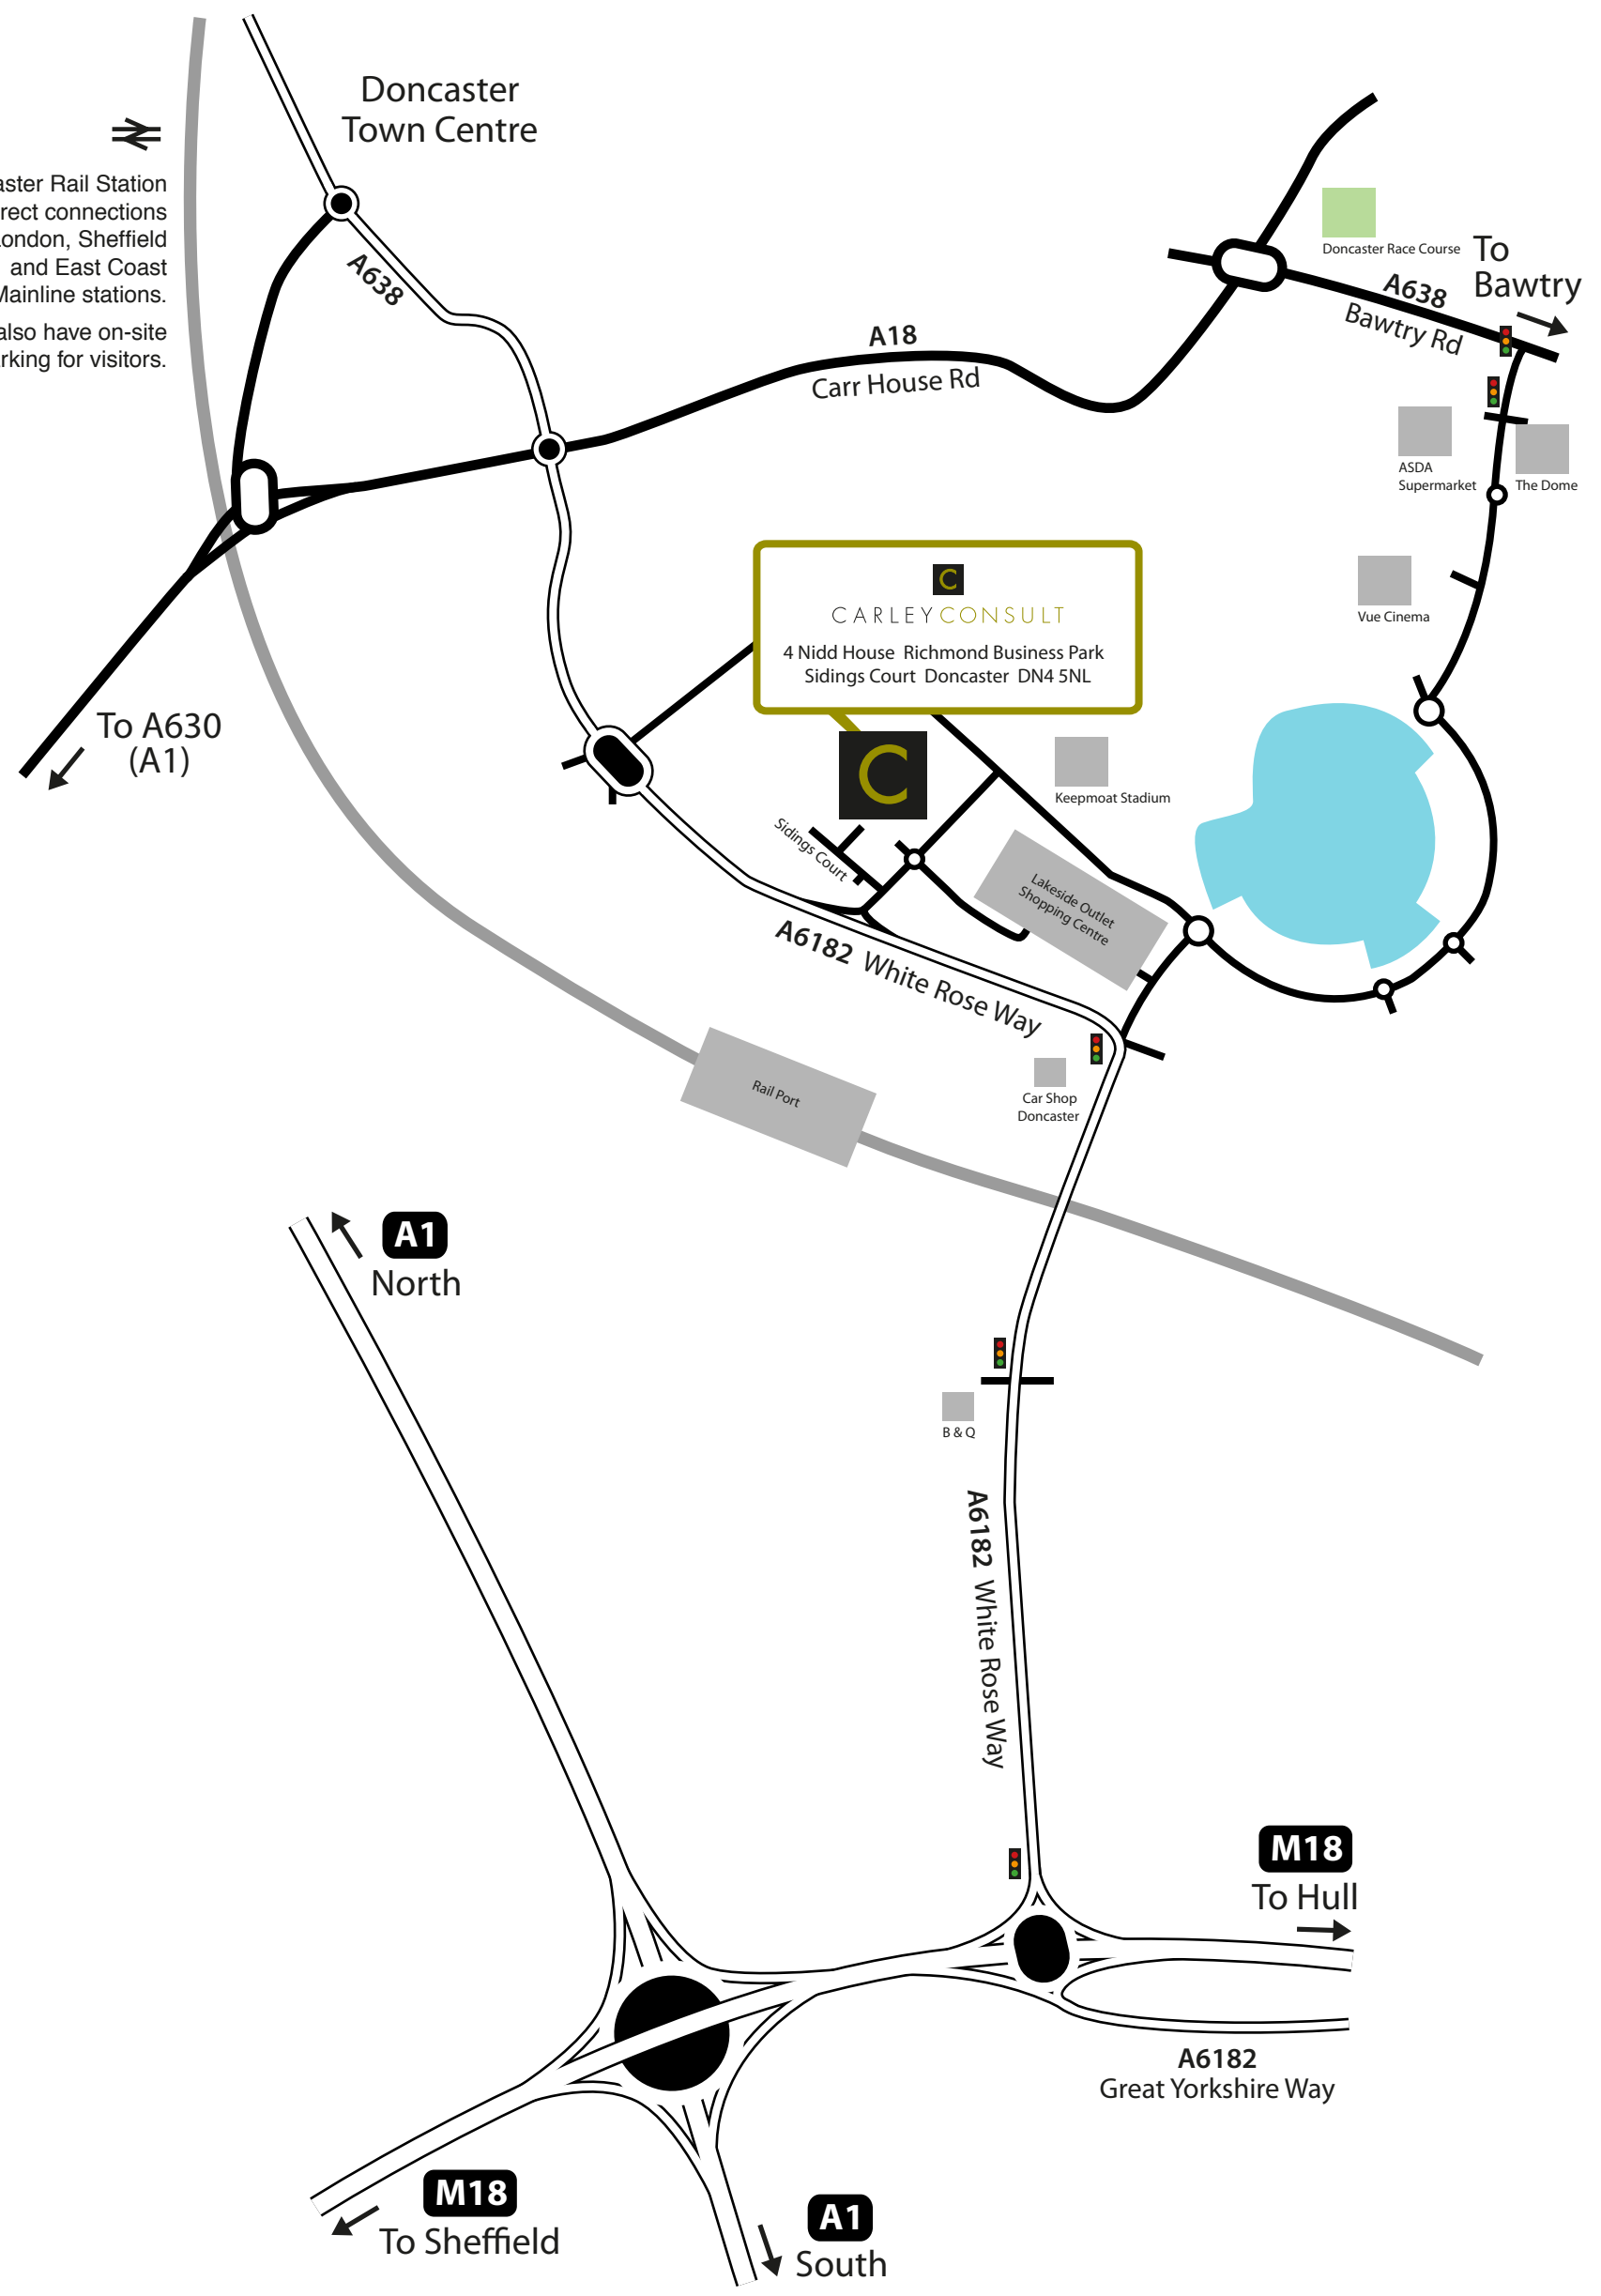 Doncaster
Town Centre
aster Rail Station
rect connections
ondon, Sheffield
and East Coast
Mainline stations.
also have on-site
rking for visitors.
A638
Doncaster Race Course
To
Bawtry
A638
Bawtry Rd
A18
Carr House Rd
ASDA
Supermarket
The Dome
Vue Cinema
C
CARLEYCONSULT
4 Nidd House Richmond Business Park
Sidings Court Doncaster DN4 5NL
To A630
(A1)
C
Keepmoat Stadium
Sidings Court
Lakeside Outlet
Shopping Centre
A6182 White Rose Way
Rail Port
Car Shop
Doncaster
A1
North
B & Q
A6182 White Rose Way
M18
To Hull
A6182
Great Yorkshire Way
M18
To Sheffield
A1
South